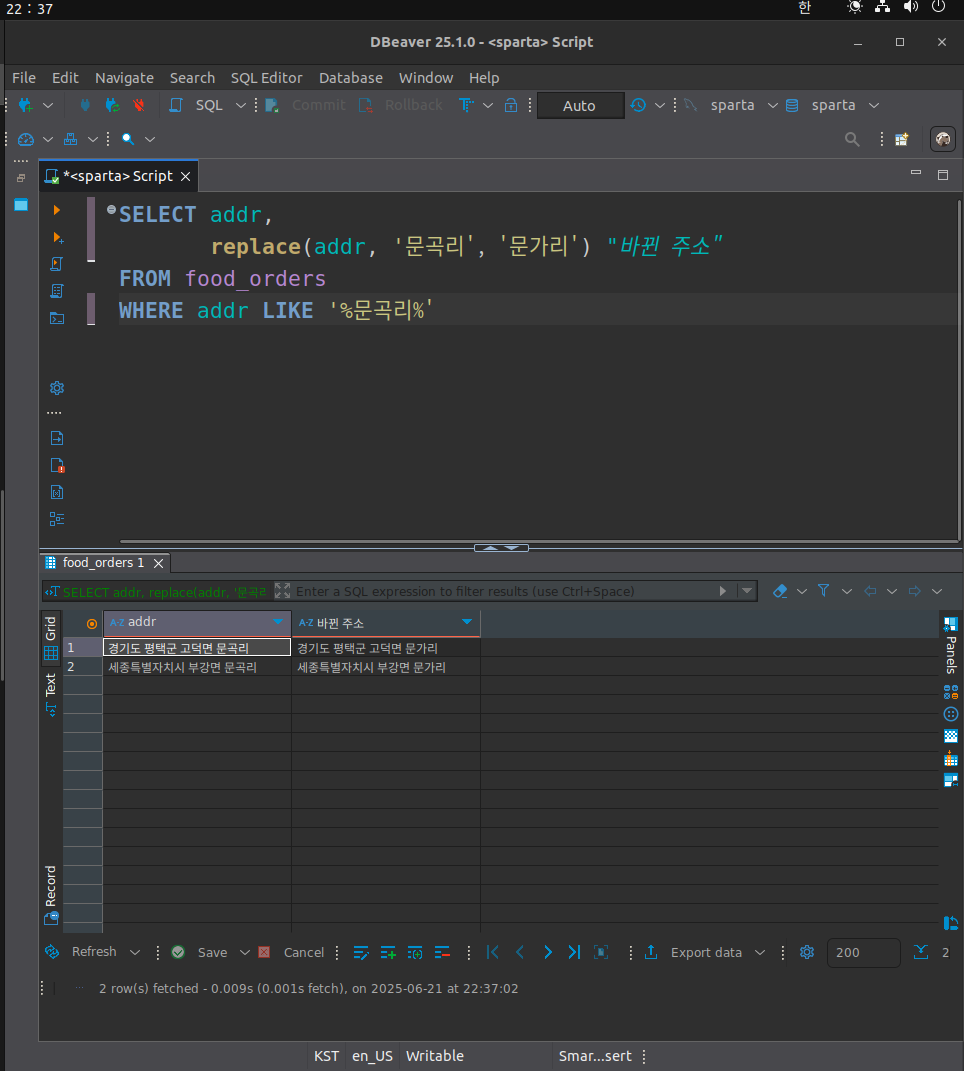 22 : 37 한
DBeaver 25.1.0 - <sparta> Script
File Edit Navigate Search SQL Editor Database Window Help
SQL Commit Rollback Auto sparta sparta
*<sparta> Script
SELECT addr,
replace(addr, '문곡리', '문가리') "바뀐 주소"
FROM food_orders
WHERE addr LIKE '%문곡리%'
food_orders 1
SELECT addr, replace(addr, '문곡리 Enter a SQL expression to filter results (use Ctrl+Space)
Grid
Text
Record
A-Z addr A-Z 바뀐 주소
1 경기도 평택군 고덕면 문곡리 경기도 평택군 고덕면 문가리
2 세종특별자치시 부강면 문곡리 세종특별자치시 부강면 문가리
Panels
Refresh Save Cancel Export data 200 2
2 row(s) fetched - 0.009s (0.001s fetch), on 2025-06-21 at 22:37:02
KST en_US Writable Smar...sert